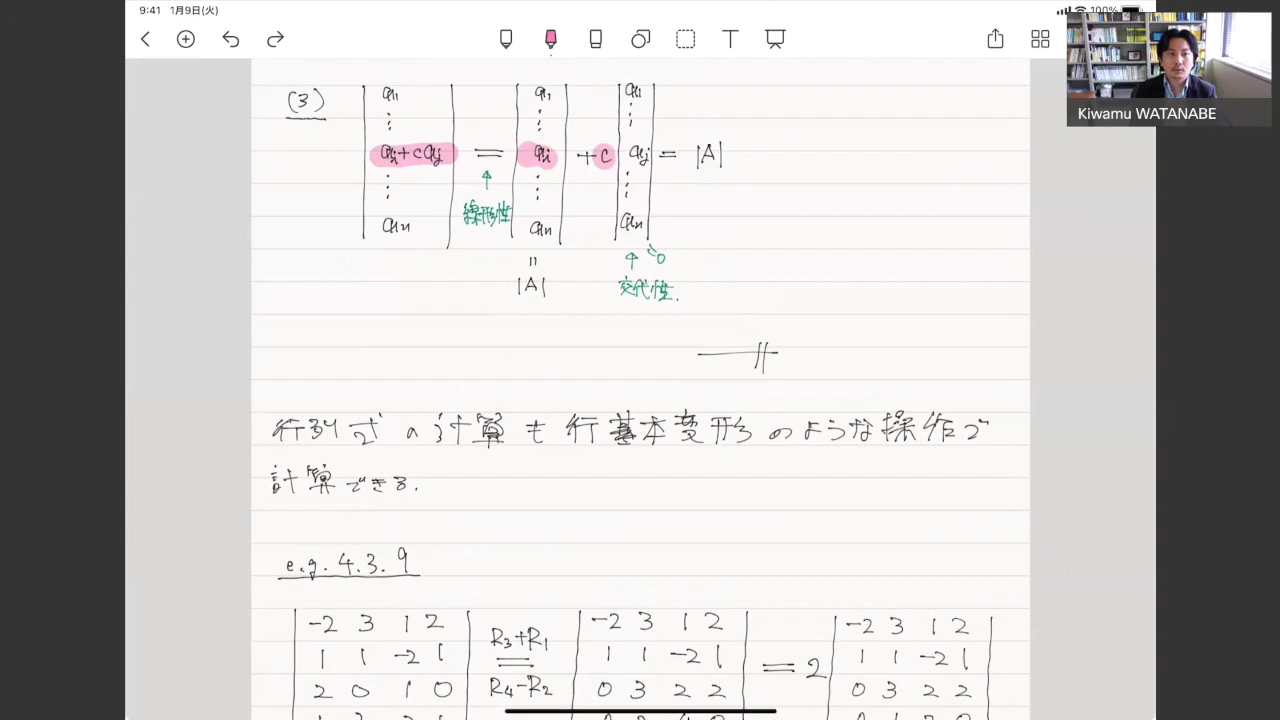 9:41 1月9日(火)
100%
Kiwamu WATANABE
(3)
| a₁ ⋮ aᵢ+caⱼ ⋮ aₙ | = | a₁ ⋮ aᵢ ⋮ aₙ | + c | a₁ ⋮ aⱼ ⋮ aₙ | = |A|
↑ 線形性
||
|A|
↑ 0
交代性.
行列式の計算も行基本変形のような操作で
計算できる.
e.g. 4.3.9
-2 3 1 2 R₃+R₁ -2 3 1 2 -2 3 1 2
1 1 -2 1 = 1 1 -2 1 = 2 1 1 -2 1
2 0 1 0 R₄-R₂ 0 3 2 2 0 3 2 2